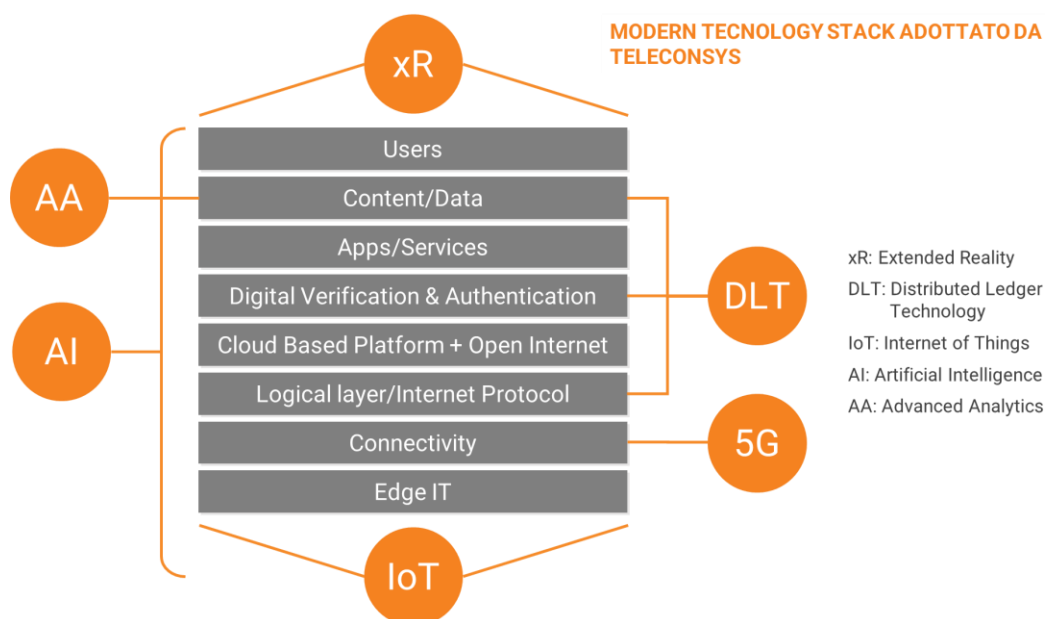 MODERN TECNOLOGY STACK ADOTTATO DA
TELECONSYS
xR
Users
AA
Content/Data
Apps/Services
DLT
Digital Verification & Authentication
AI
Cloud Based Platform + Open Internet
Logical layer/Internet Protocol
Connectivity
5G
Edge IT
IoT
xR: Extended Reality
DLT: Distributed Ledger
Technology
IoT: Internet of Things
AI: Artificial Intelligence
AA: Advanced Analytics